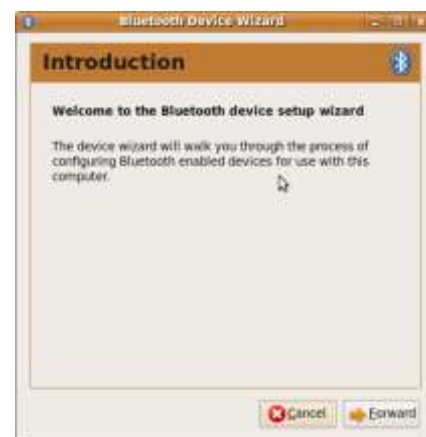 Bluetooth Device Wizard
Introduction
Welcome to the Bluetooth device setup wizard
The device wizard will walk you through the process of
configuring Bluetooth enabled devices for use with this
computer.
Cancel
Forward